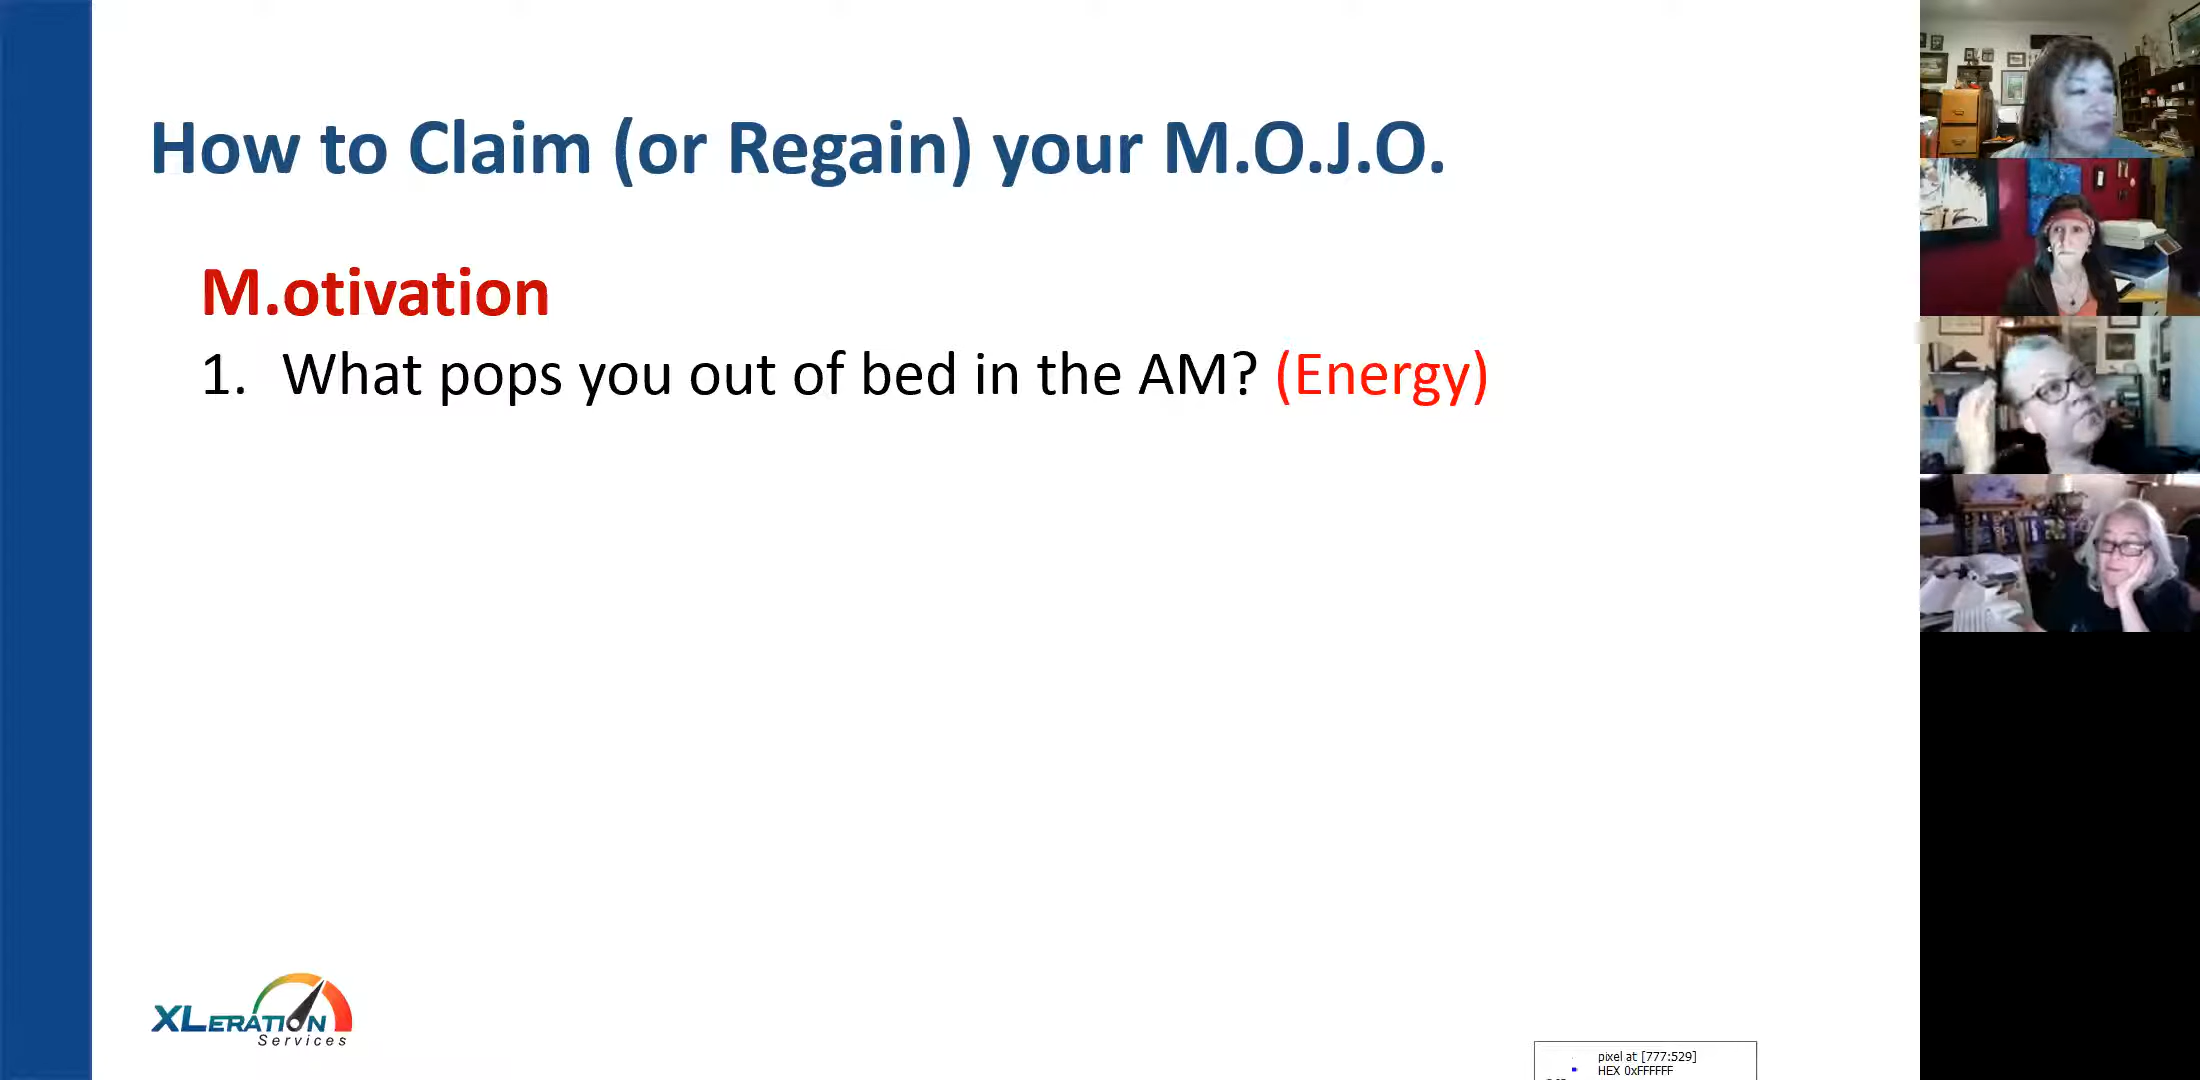 How to Claim (or Regain) your M.O.J.O.
M.otivation
1. What pops you out of bed in the AM? (Energy)
XLERATION
Services
pixel at [777:529]
HEX 0xFFFFFF